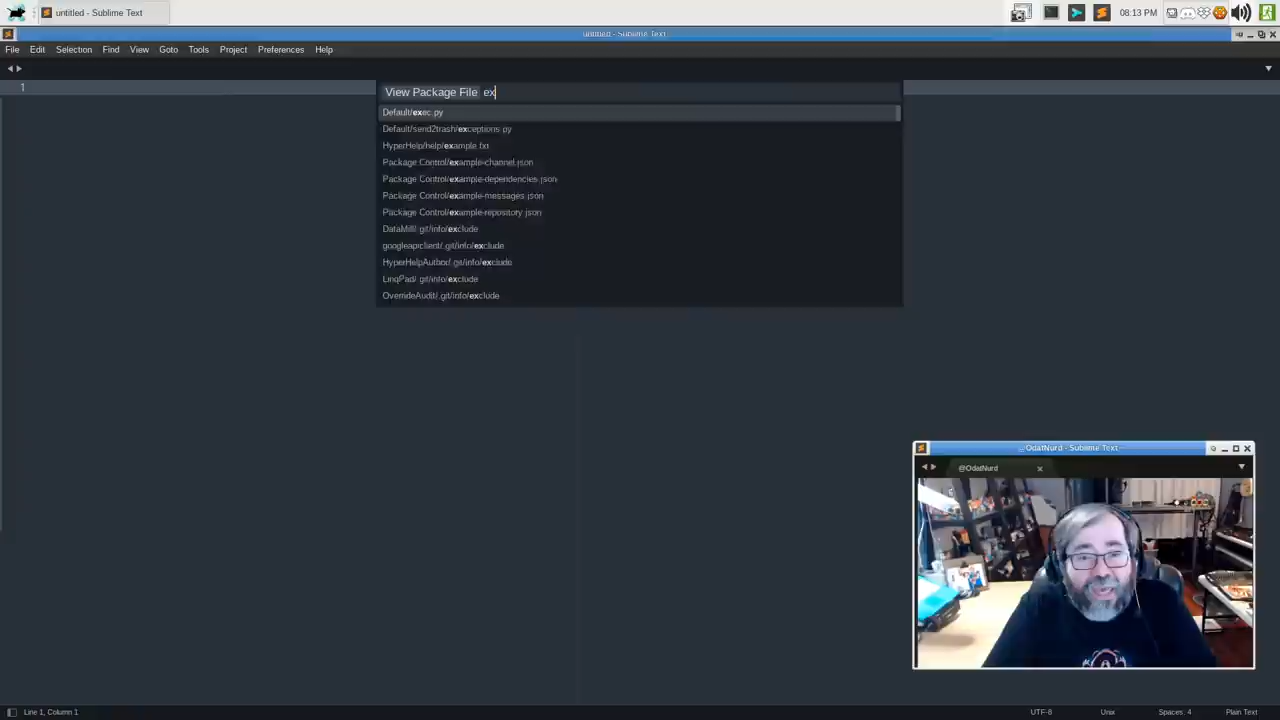 untitled - Sublime Text
08:13 PM
untitled - Sublime Text
File Edit Selection Find View Goto Tools Project Preferences Help
1
View Package File ex
Default/exec.py
Default/send2trash/exceptions.py
HyperHelp/help/example.txt
Package Control/example-channel.json
Package Control/example-dependencies.json
Package Control/example-messages.json
Package Control/example-repository.json
DataMill/.git/info/exclude
googleapiclient/.git/info/exclude
HyperHelpAuthor/.git/info/exclude
LinqPad/.git/info/exclude
OverrideAudit/.git/info/exclude
@OdatNurd - Sublime Text
@OdatNurd
Line 1, Column 1
UTF-8 Unix Spaces: 4 Plain Text